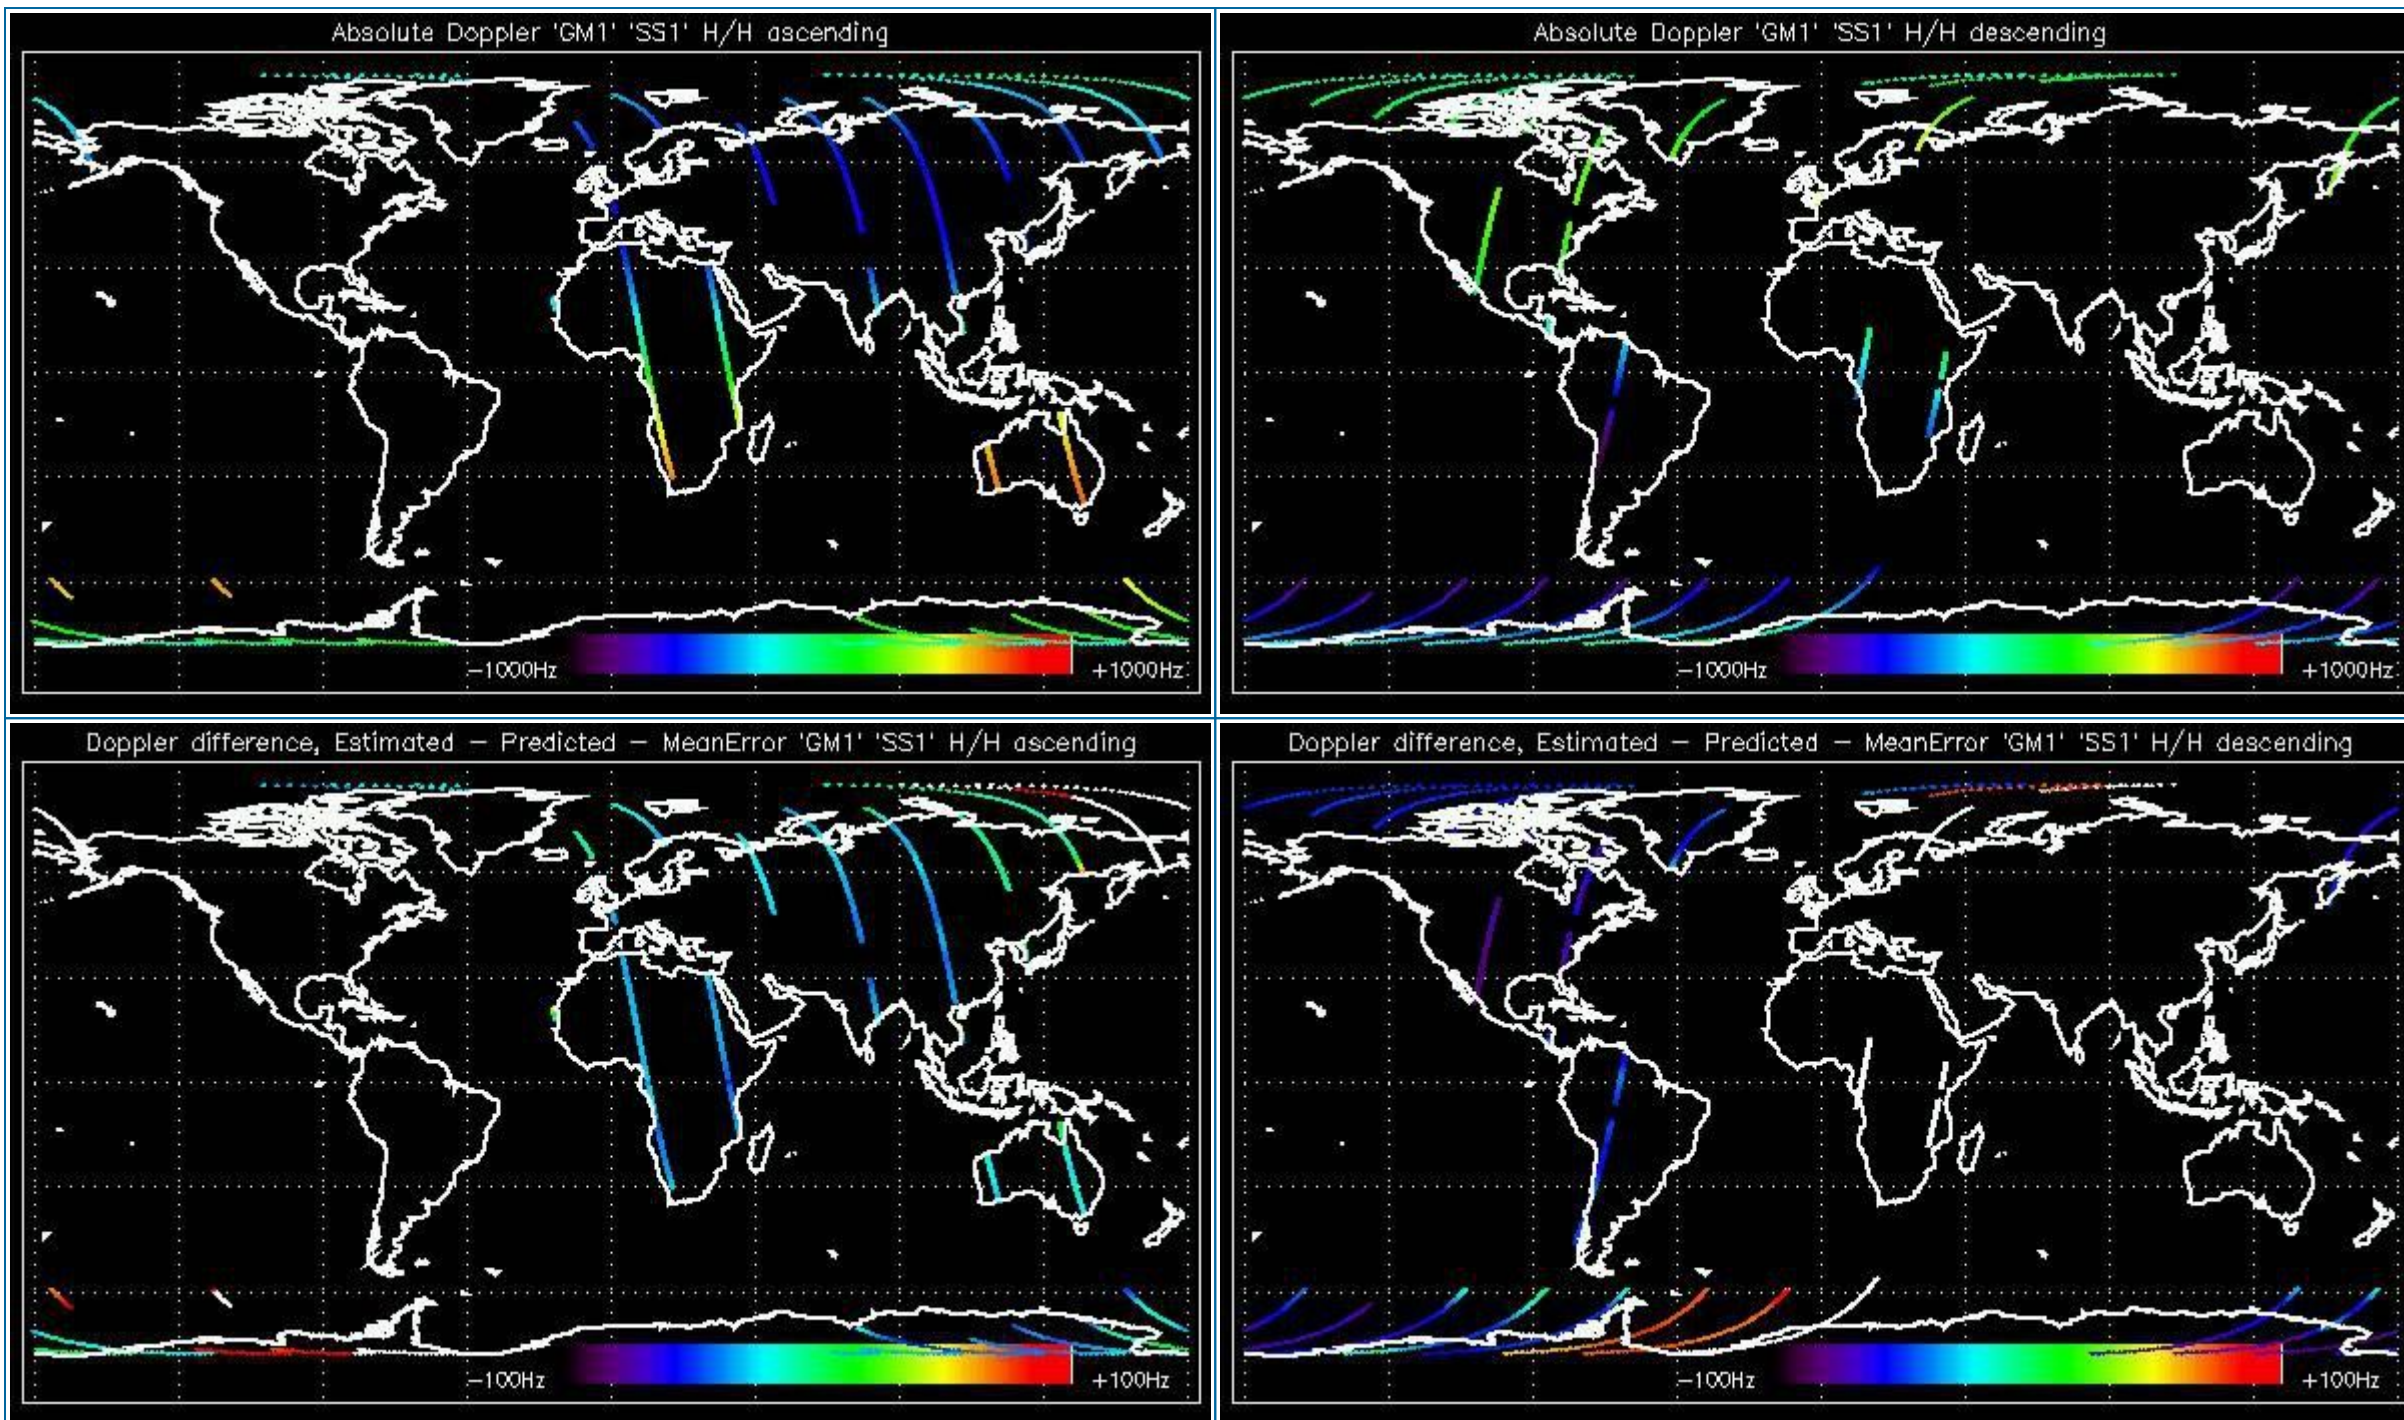 Absolute Doppler 'GM1' 'SS1' H/H ascending
−1000Hz
+1000Hz
Absolute Doppler 'GM1' 'SS1' H/H descending
−1000Hz
+1000Hz
Doppler difference, Estimated − Predicted − MeanError 'GM1' 'SS1' H/H ascending
−100Hz
+100Hz
Doppler difference, Estimated − Predicted − MeanError 'GM1' 'SS1' H/H descending
−100Hz
+100Hz